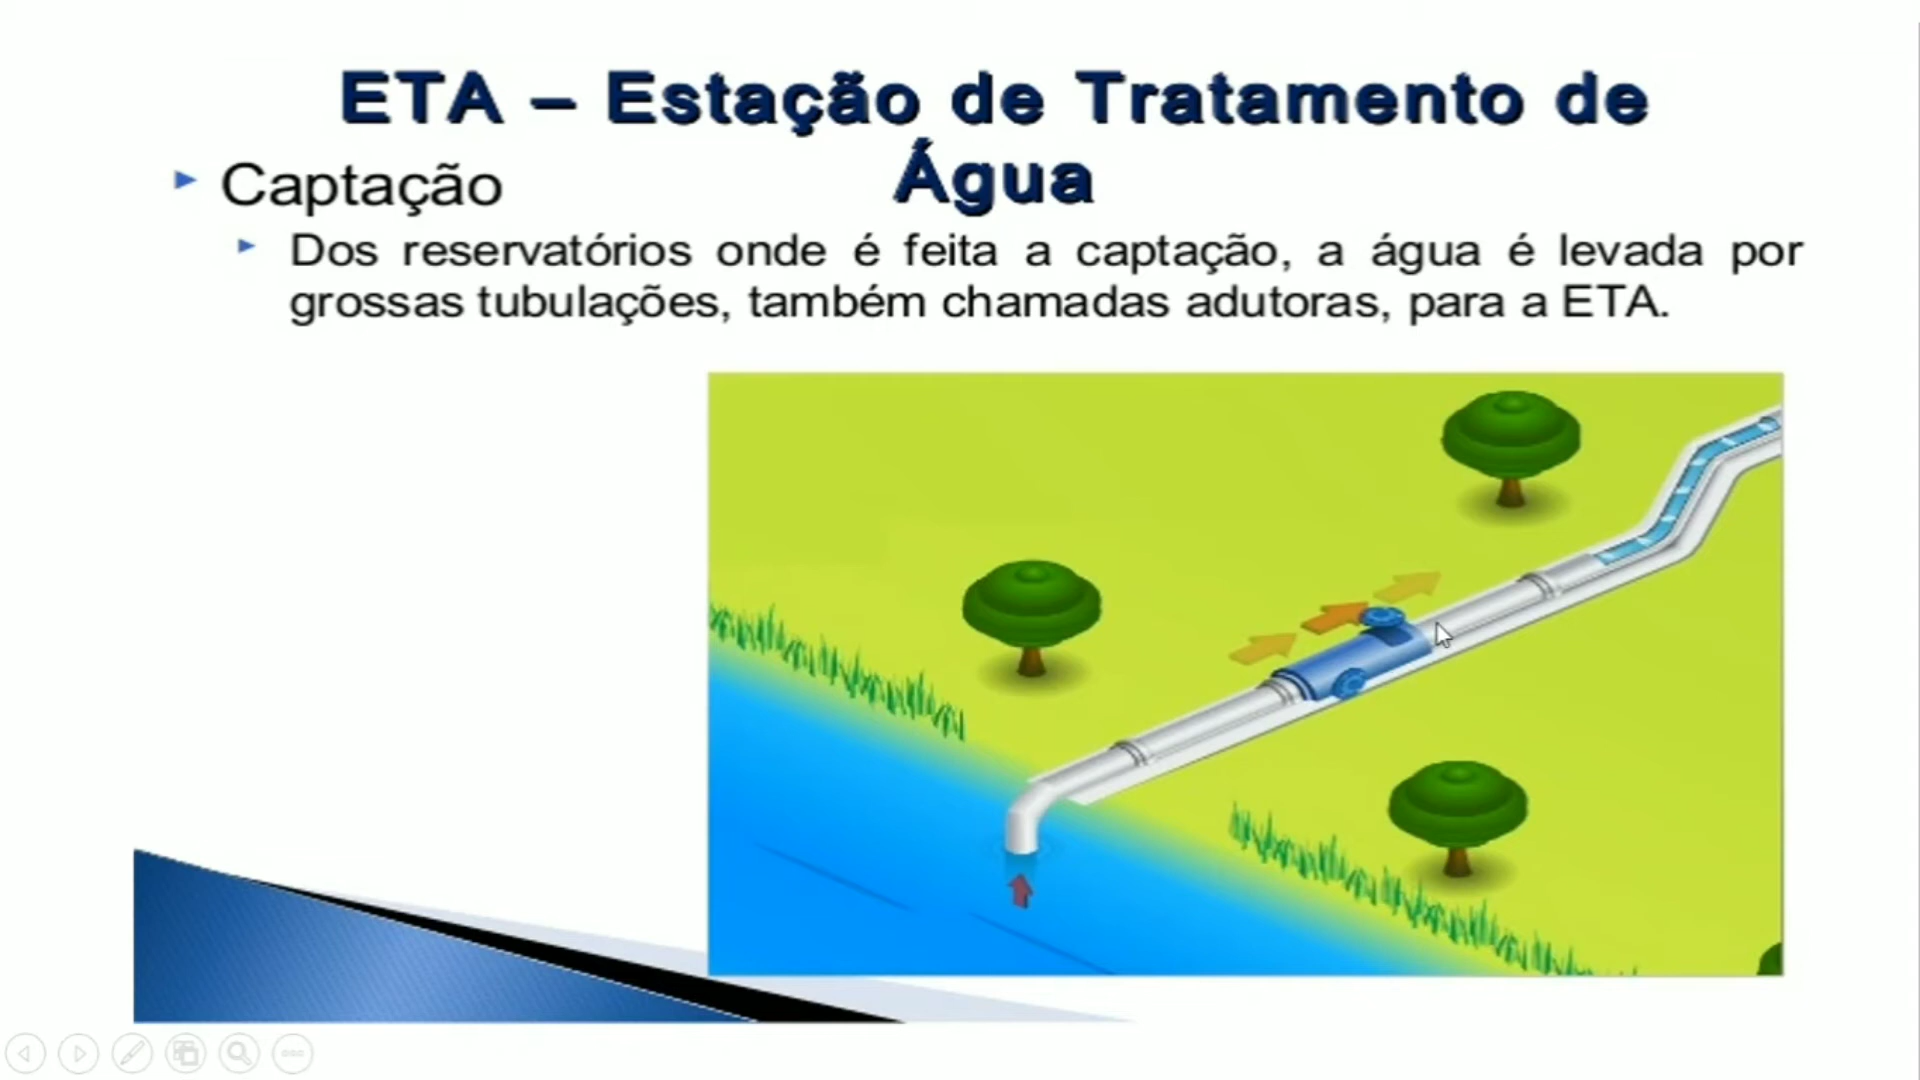 ETA – Estação de Tratamento de
Água
Captação
Dos reservatórios onde é feita a captação, a água é levada por
grossas tubulações, também chamadas adutoras, para a ETA.